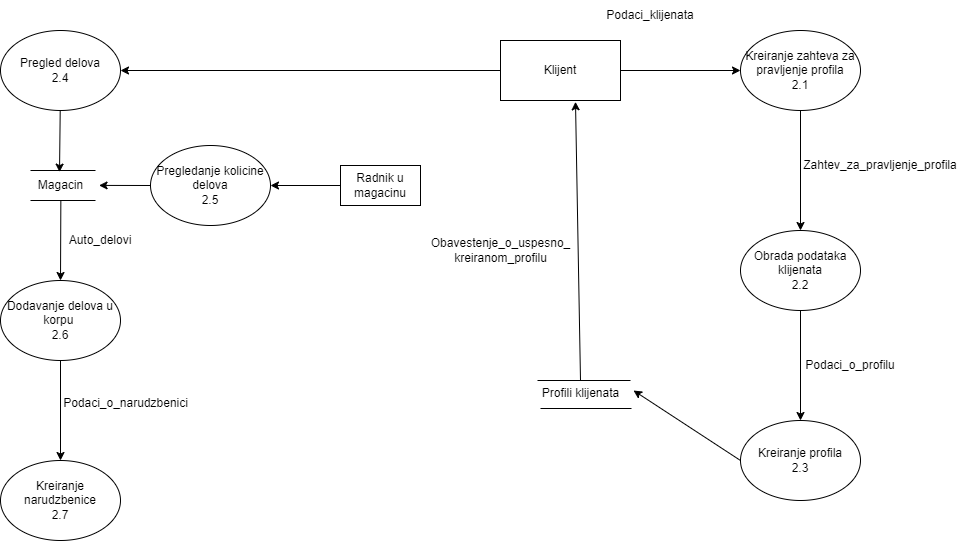 Podaci_klijenata
Pregled delova
2.4
Klijent
Kreiranje zahteva za
pravljenje profila
2.1
Zahtev_za_pravljenje_profila
Magacin
Pregledanje kolicine
delova
2.5
Radnik u
magacinu
Auto_delovi
Obavestenje_o_uspesno_
kreiranom_profilu
Obrada podataka
klijenata
2.2
Dodavanje delova u
korpu
2.6
Podaci_o_profilu
Profili klijenata
Podaci_o_narudzbenici
Kreiranje profila
2.3
Kreiranje
narudzbenice
2.7